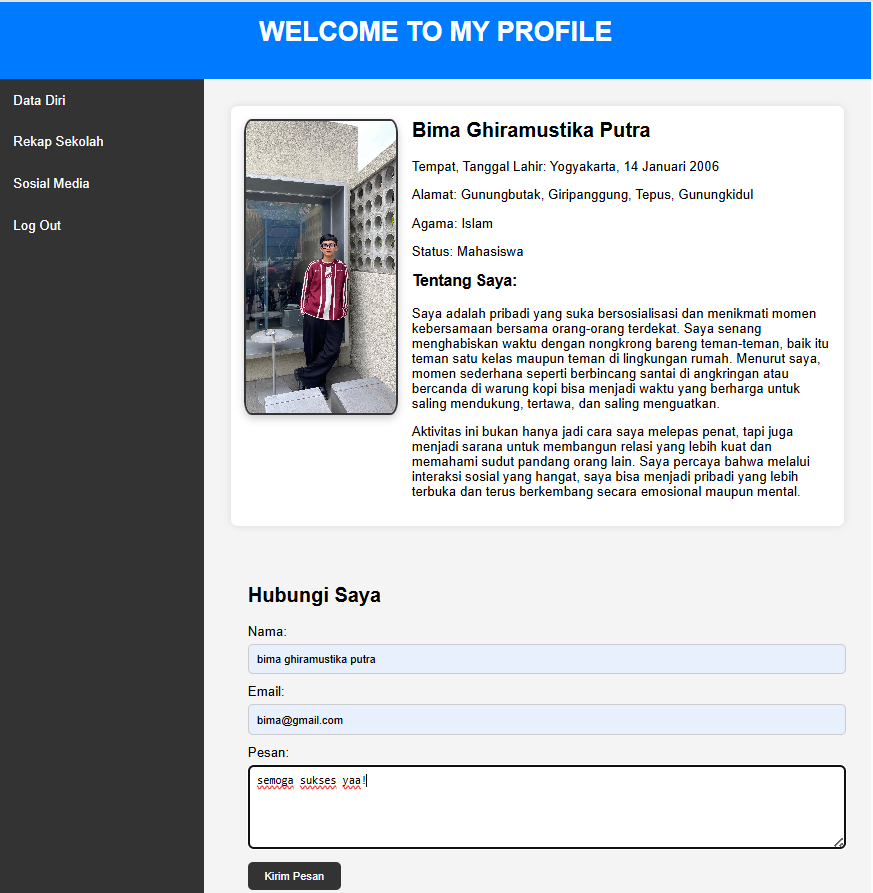 WELCOME TO MY PROFILE
Data Diri
Rekap Sekolah
Sosial Media
Log Out
Bima Ghiramustika Putra
Tempat, Tanggal Lahir: Yogyakarta, 14 Januari 2006
Alamat: Gunungbutak, Giripanggung, Tepus, Gunungkidul
Agama: Islam
Status: Mahasiswa
Tentang Saya:
Saya adalah pribadi yang suka bersosialisasi dan menikmati momen
kebersamaan bersama orang-orang terdekat. Saya senang
menghabiskan waktu dengan nongkrong bareng teman-teman, baik itu
teman satu kelas maupun teman di lingkungan rumah. Menurut saya,
momen sederhana seperti berbincang santai di angkringan atau
bercanda di warung kopi bisa menjadi waktu yang berharga untuk
saling mendukung, tertawa, dan saling menguatkan.
Aktivitas ini bukan hanya jadi cara saya melepas penat, tapi juga
menjadi sarana untuk membangun relasi yang lebih kuat dan
memahami sudut pandang orang lain. Saya percaya bahwa melalui
interaksi sosial yang hangat, saya bisa menjadi pribadi yang lebih
terbuka dan terus berkembang secara emosional maupun mental.
Hubungi Saya
Nama:
bima ghiramustika putra
Email:
bima@gmail.com
Pesan:
semoga sukses yaa!
Kirim Pesan